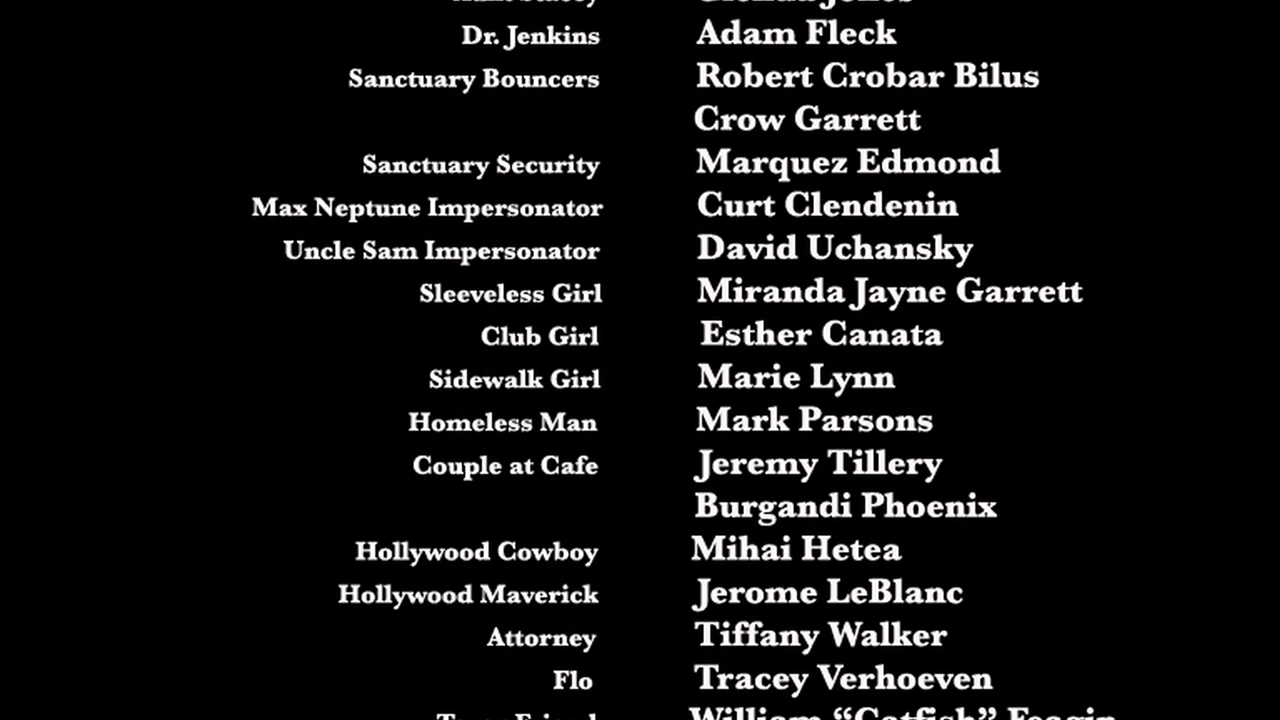 Dr. Jenkins Adam Fleck
Sanctuary Bouncers Robert Crobar Bilus
Crow Garrett
Sanctuary Security Marquez Edmond
Max Neptune Impersonator Curt Clendenin
Uncle Sam Impersonator David Uchansky
Sleeveless Girl Miranda Jayne Garrett
Club Girl Esther Canata
Sidewalk Girl Marie Lynn
Homeless Man Mark Parsons
Couple at Cafe Jeremy Tillery
Burgandi Phoenix
Hollywood Cowboy Mihai Hetea
Hollywood Maverick Jerome LeBlanc
Attorney Tiffany Walker
Flo Tracey Verhoeven
William “Catfish” Feagin